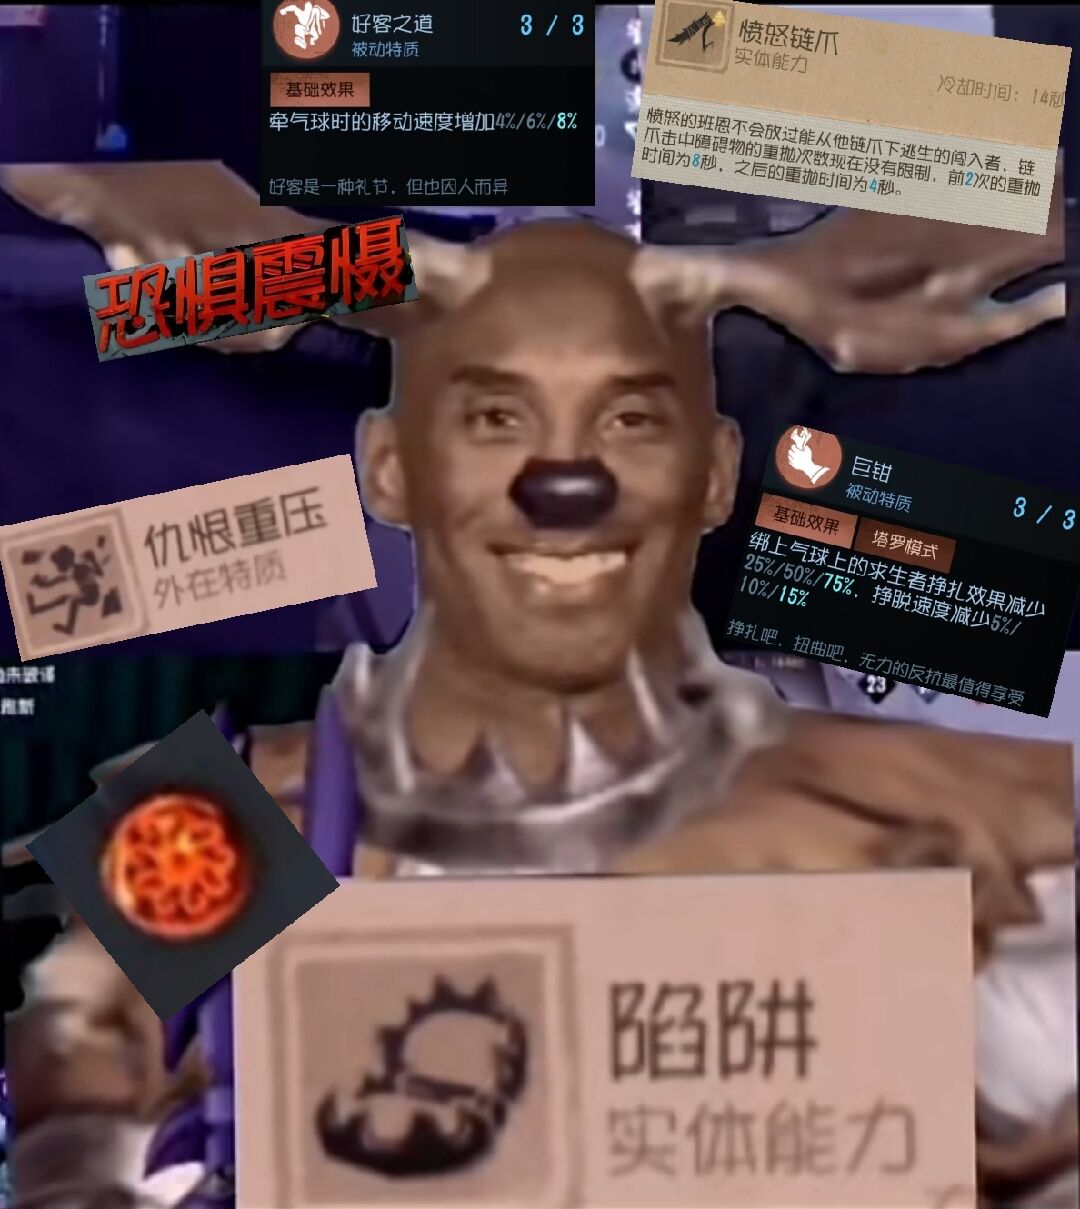 好客之道
被动特质
3 / 3
基础效果
牵气球时的移动速度增加4%/6%/8%
好客是一种礼节，但也因人而异
愤怒链爪
实体能力
冷却时间：14秒
愤怒的班恩不会放过能从他链爪下逃生的闯入者，链
爪击中障碍物的重抛次数现在没有限制，前2次的重抛
时间为8秒，之后的重抛时间为4秒。
恐惧震慑
仇恨重压
外在特质
巨钳
被动特质
3 / 3
基础效果
塔罗模式
绑上气球上的求生者挣扎效果减少
25%/50%/75%，挣脱速度减少5%/
10%/15%
挣扎吧，扭曲吧，无力的反抗最值得享受
23
陷阱
实体能力